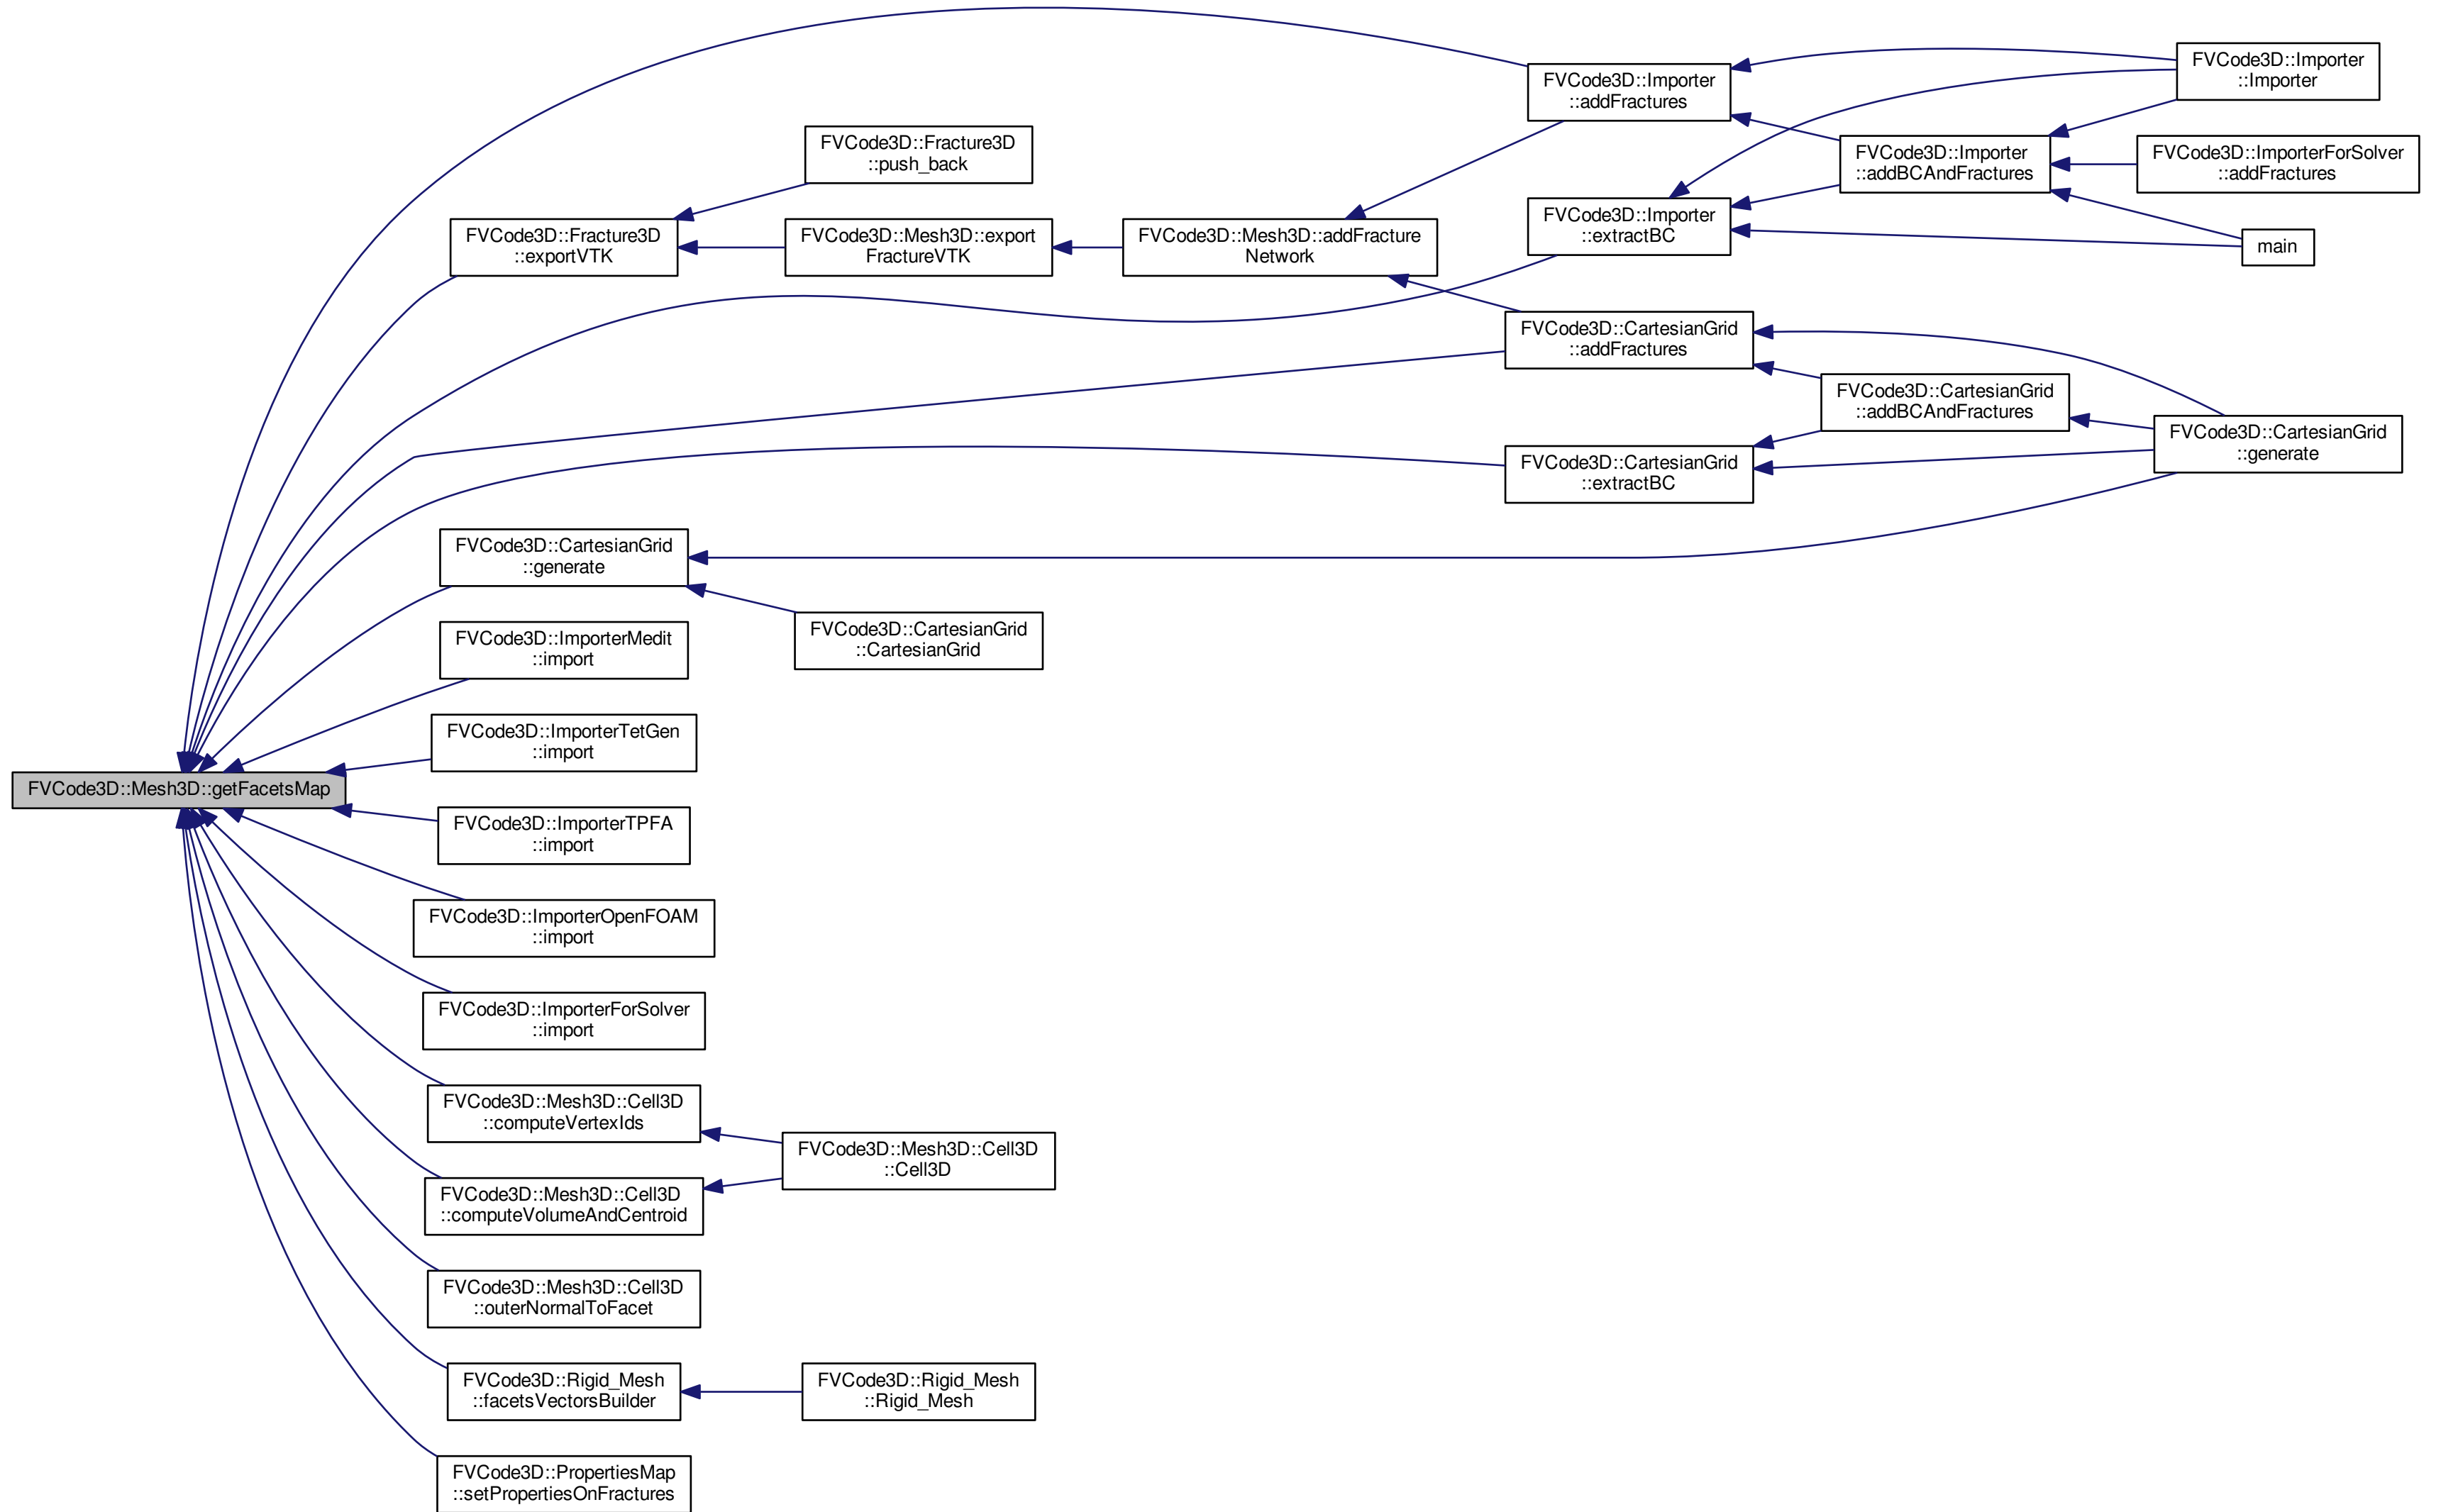 FVCode3D::Importer
::Importer
FVCode3D::Importer
::addFractures
FVCode3D::Fracture3D
::push_back
FVCode3D::Importer
::addBCAndFractures
FVCode3D::ImporterForSolver
::addFractures
FVCode3D::Fracture3D
::exportVTK
FVCode3D::Mesh3D::export
FractureVTK
FVCode3D::Mesh3D::addFracture
Network
FVCode3D::Importer
::extractBC
main
FVCode3D::CartesianGrid
::addFractures
FVCode3D::CartesianGrid
::addBCAndFractures
FVCode3D::CartesianGrid
::generate
FVCode3D::CartesianGrid
::extractBC
FVCode3D::CartesianGrid
::generate
FVCode3D::CartesianGrid
::CartesianGrid
FVCode3D::ImporterMedit
::import
FVCode3D::ImporterTetGen
::import
FVCode3D::Mesh3D::getFacetsMap
FVCode3D::ImporterTPFA
::import
FVCode3D::ImporterOpenFOAM
::import
FVCode3D::ImporterForSolver
::import
FVCode3D::Mesh3D::Cell3D
::computeVertexIds
FVCode3D::Mesh3D::Cell3D
::Cell3D
FVCode3D::Mesh3D::Cell3D
::computeVolumeAndCentroid
FVCode3D::Mesh3D::Cell3D
::outerNormalToFacet
FVCode3D::Rigid_Mesh
::facetsVectorsBuilder
FVCode3D::Rigid_Mesh
::Rigid_Mesh
FVCode3D::PropertiesMap
::setPropertiesOnFractures